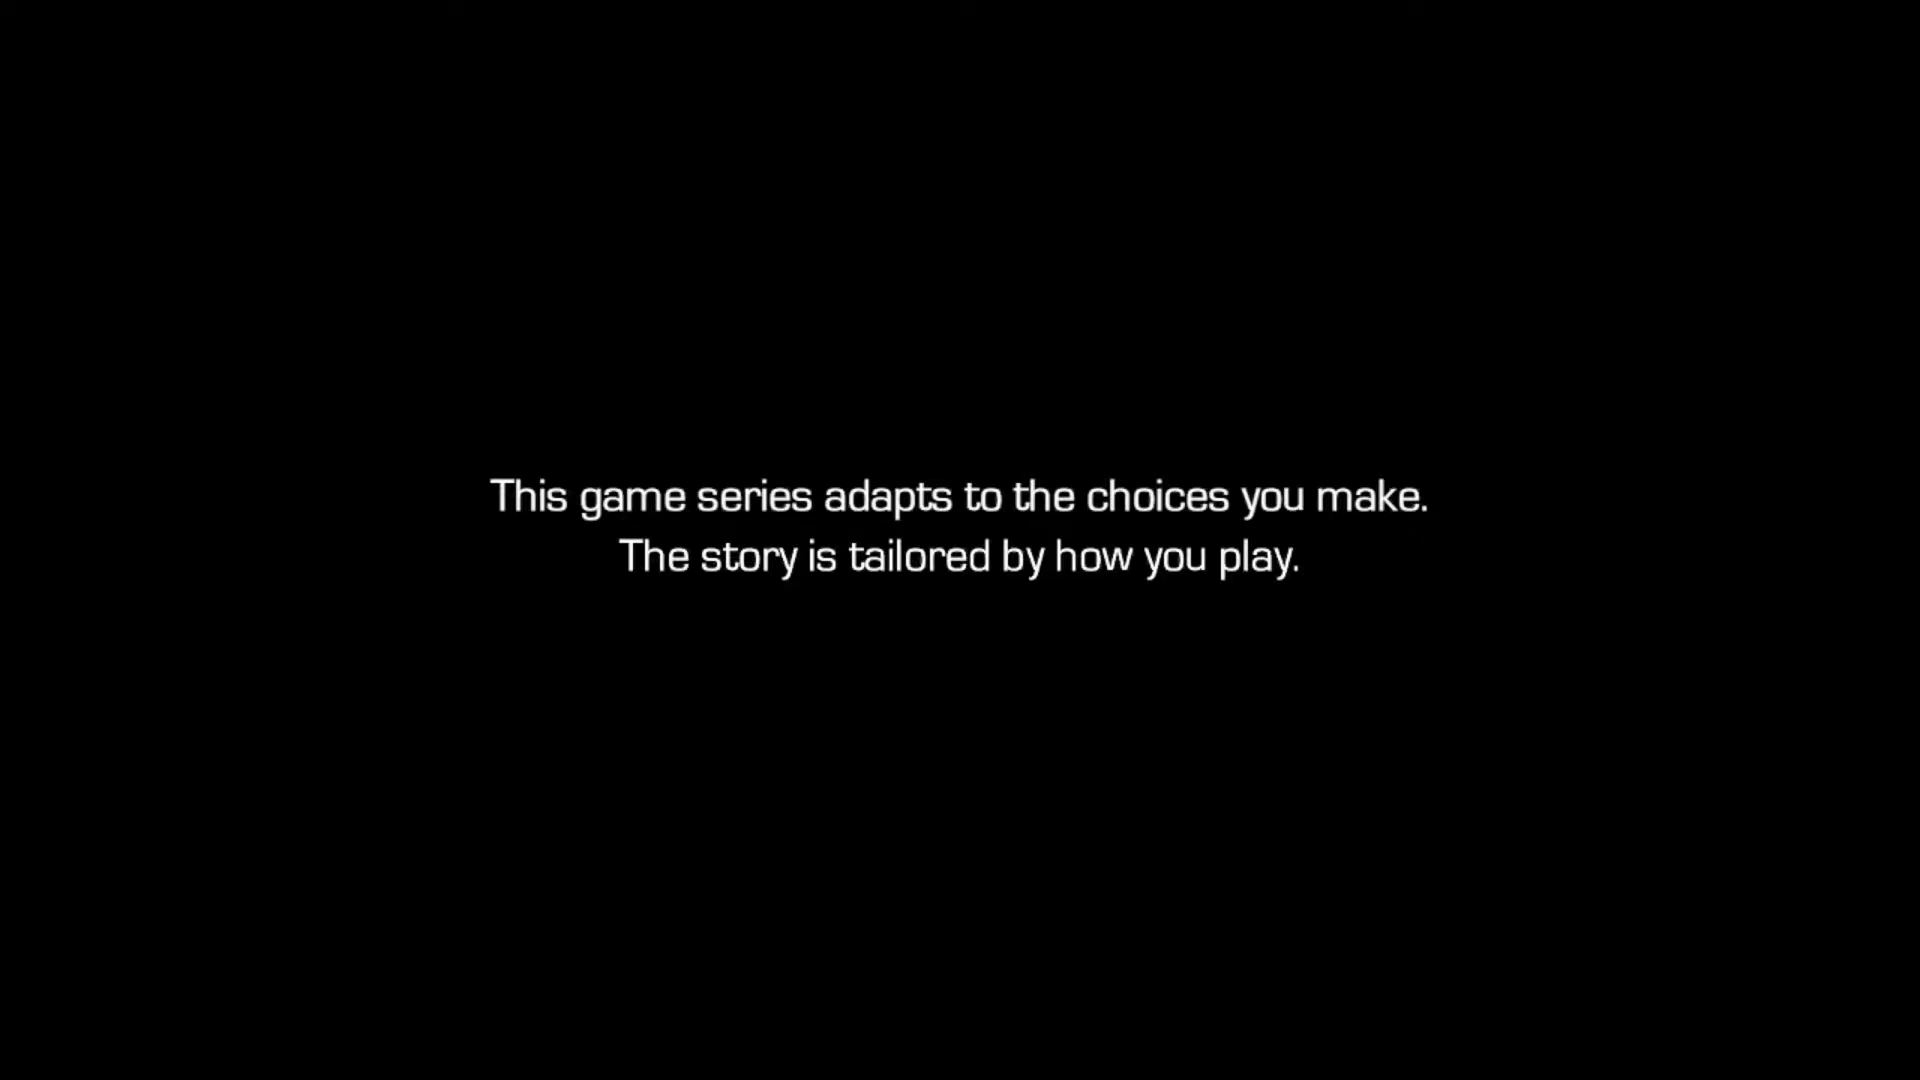 This game series adapts to the choices you make.
The story is tailored by how you play.